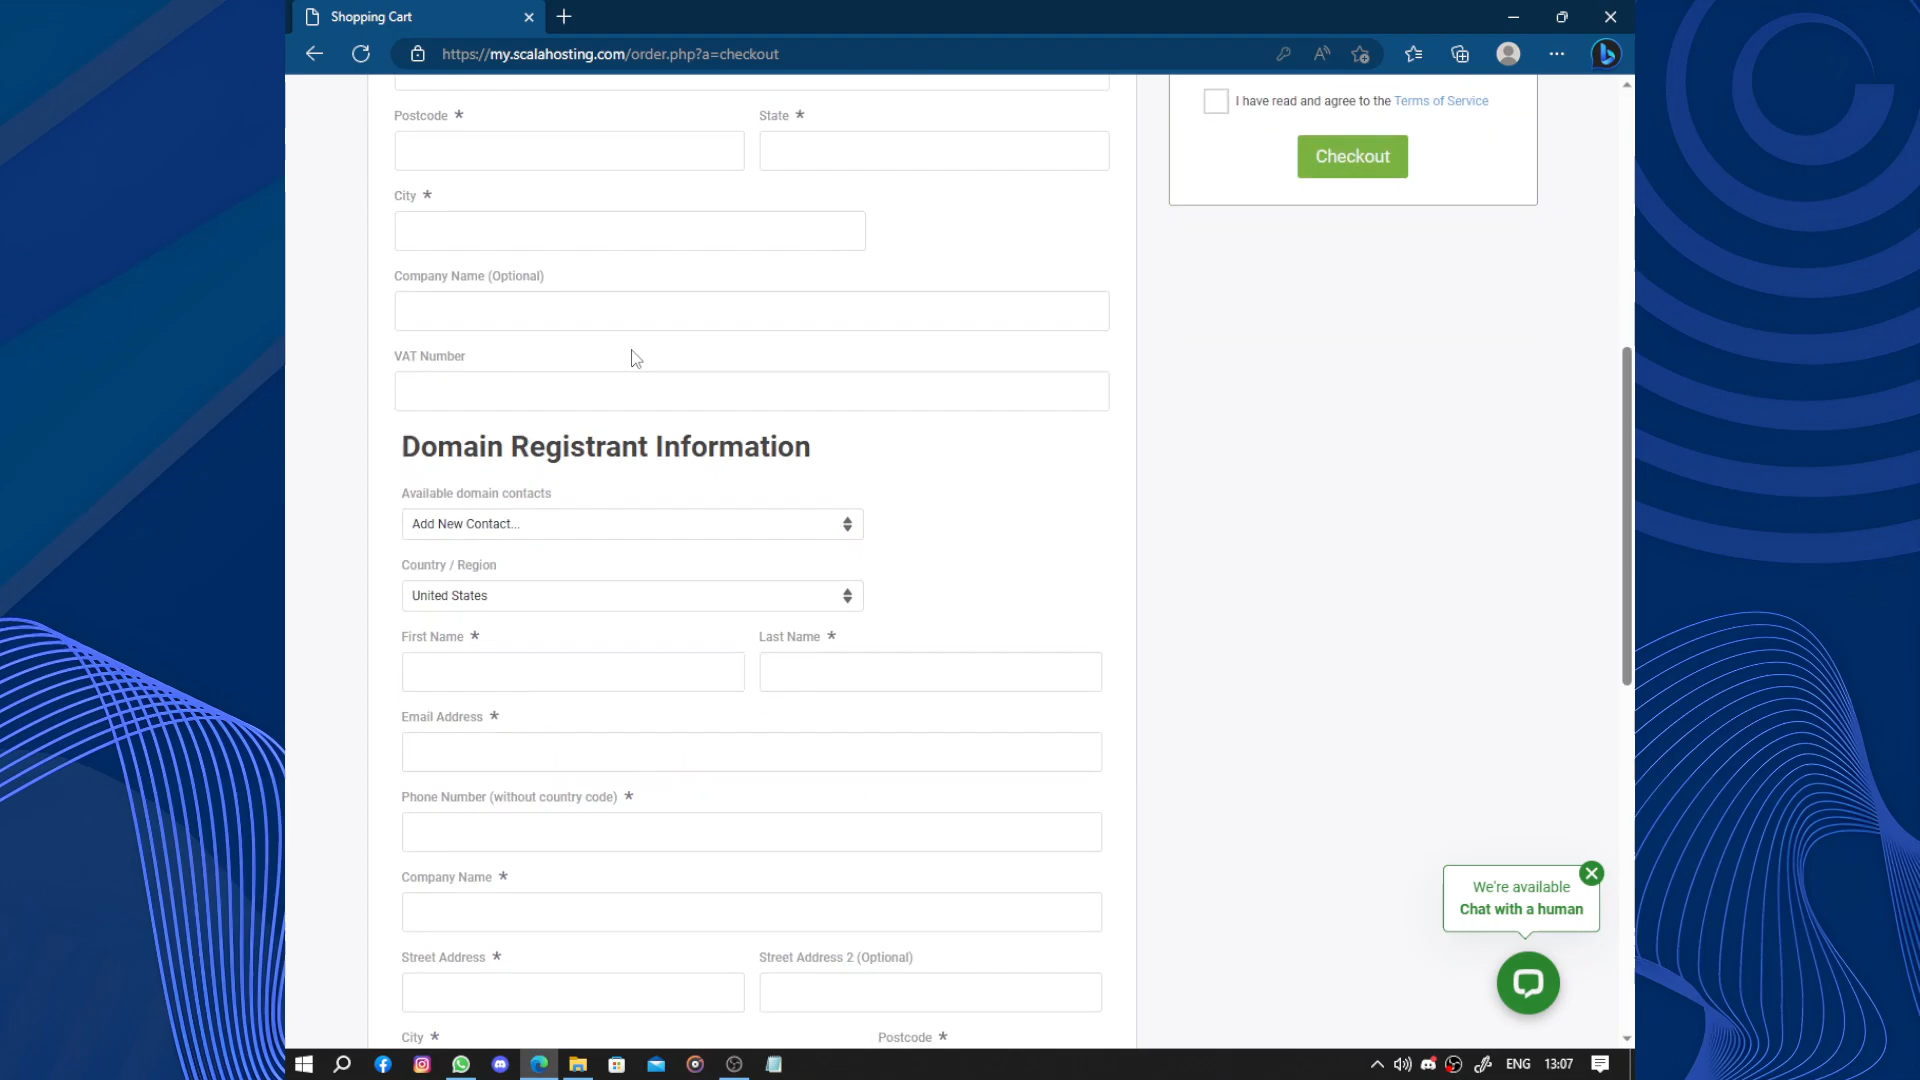 Shopping Cart
https://my.scalahosting.com/order.php?a=checkout
Postcode *
State *
I have read and agree to the Terms of Service
Checkout
City *
Company Name (Optional)
VAT Number
Domain Registrant Information
Available domain contacts
Add New Contact...
Country / Region
United States
First Name *
Last Name *
Email Address *
Phone Number (without country code) *
Company Name *
We're available
Chat with a human
Street Address *
Street Address 2 (Optional)
City *
Postcode *
ENG
13:07